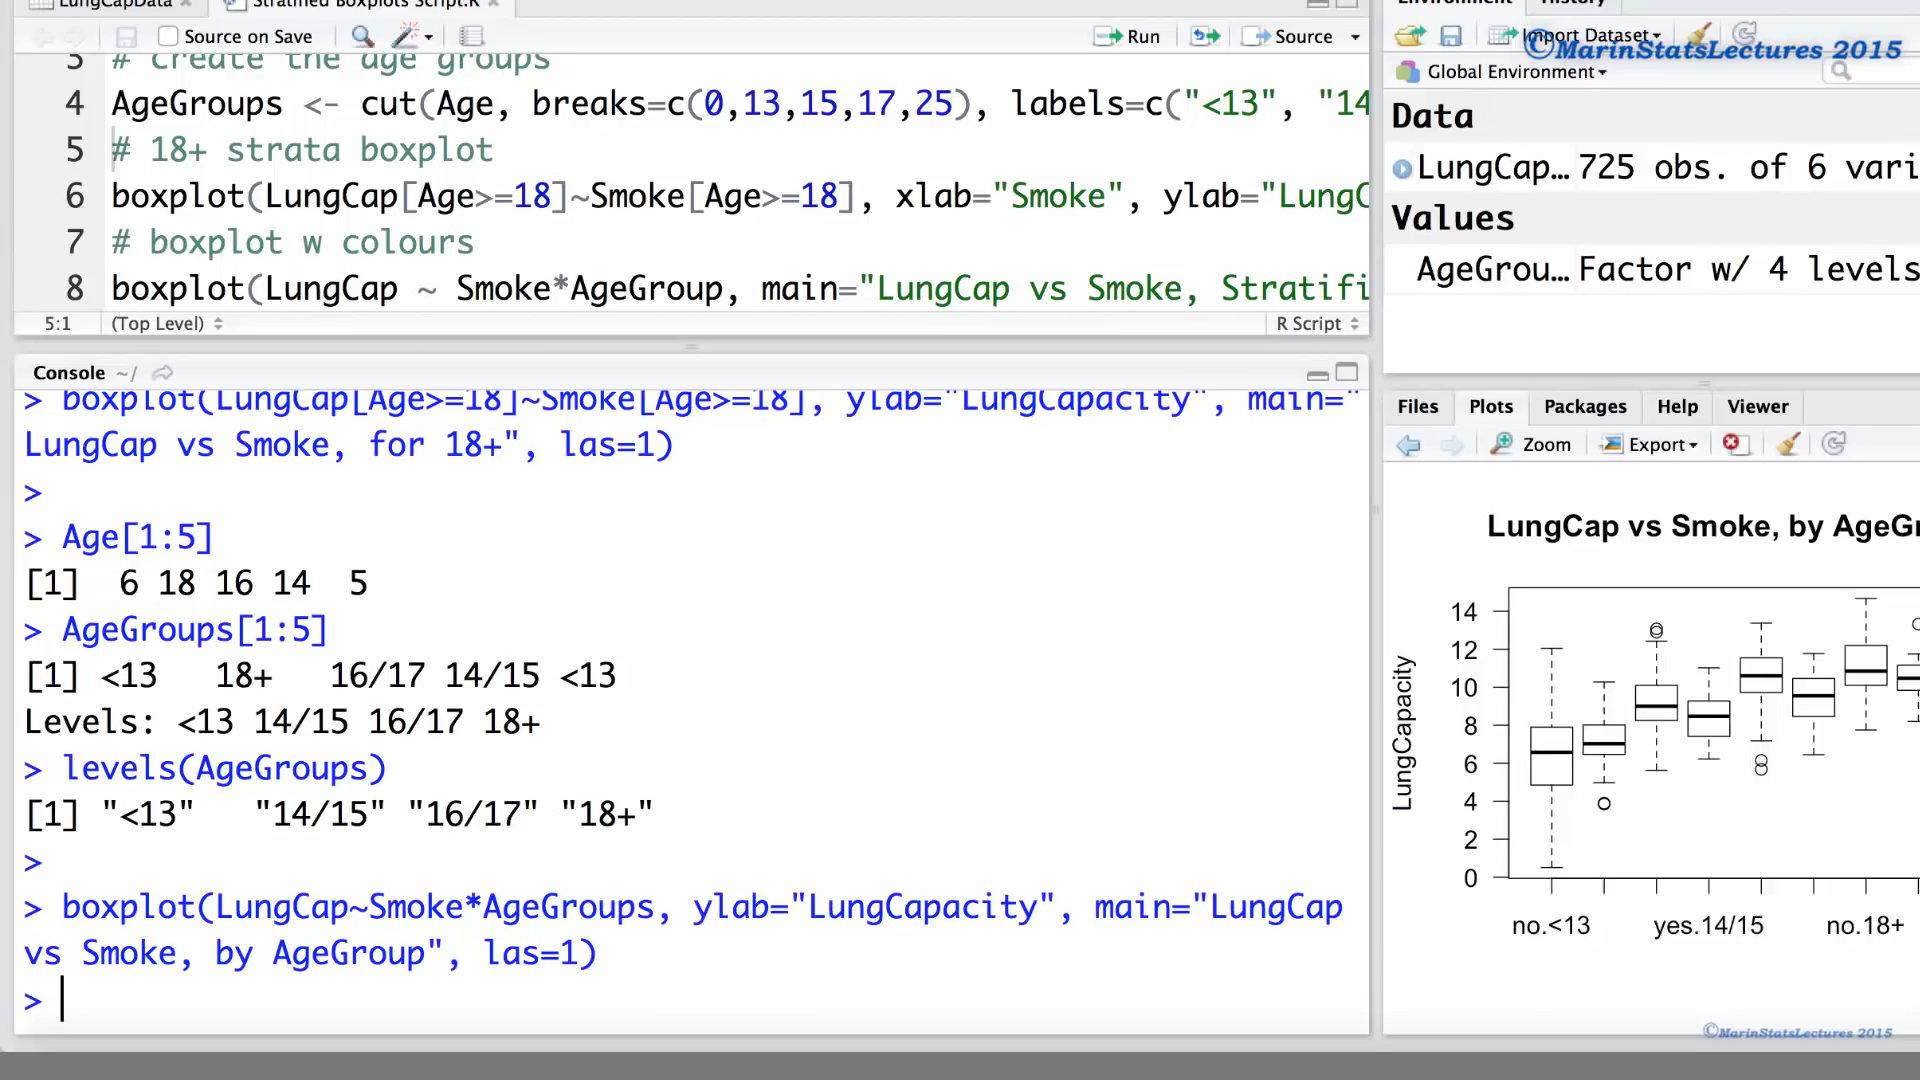 LungCapData
Stratified Boxplots Script.R
Source on Save
Run
Source
3 # create the age groups
4 AgeGroups <- cut(Age, breaks=c(0,13,15,17,25), labels=c("<13", "14
5 # 18+ strata boxplot
6 boxplot(LungCap[Age>=18]~Smoke[Age>=18], xlab="Smoke", ylab="LungC
7 # boxplot w colours
8 boxplot(LungCap ~ Smoke*AgeGroup, main="LungCap vs Smoke, Stratifi
5:1 (Top Level) R Script
Console ~/
> boxplot(LungCap[Age>=18]~Smoke[Age>=18], ylab="LungCapacity", main="
LungCap vs Smoke, for 18+", las=1)
>
> Age[1:5]
[1]  6 18 16 14  5
> AgeGroups[1:5]
[1] <13   18+   16/17 14/15 <13
Levels: <13 14/15 16/17 18+
> levels(AgeGroups)
[1] "<13"   "14/15" "16/17" "18+"
>
> boxplot(LungCap~Smoke*AgeGroups, ylab="LungCapacity", main="LungCap
vs Smoke, by AgeGroup", las=1)
>
Environment History
Import Dataset
©MarinStatsLectures 2015
Global Environment
Data
LungCap… 725 obs. of 6 vari
Values
AgeGrou… Factor w/ 4 levels
Files Plots Packages Help Viewer
Zoom Export
LungCap vs Smoke, by AgeGr
LungCapacity
14
12
10
8
6
4
2
0
no.<13 yes.14/15 no.18+
©MarinStatsLectures 2015